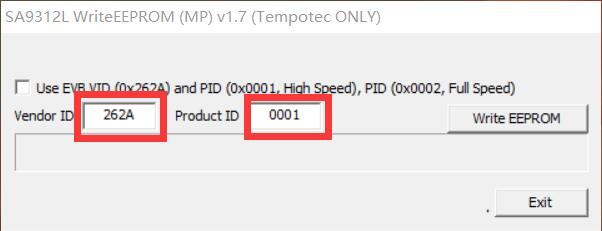 SA9312L WriteEEPROM (MP) v1.7 (Tempotec ONLY)
Use EVB VID (0x262A) and PID (0x0001, High Speed), PID (0x0002, Full Speed)
Vendor ID 262A Product ID 0001 Write EEPROM
. Exit